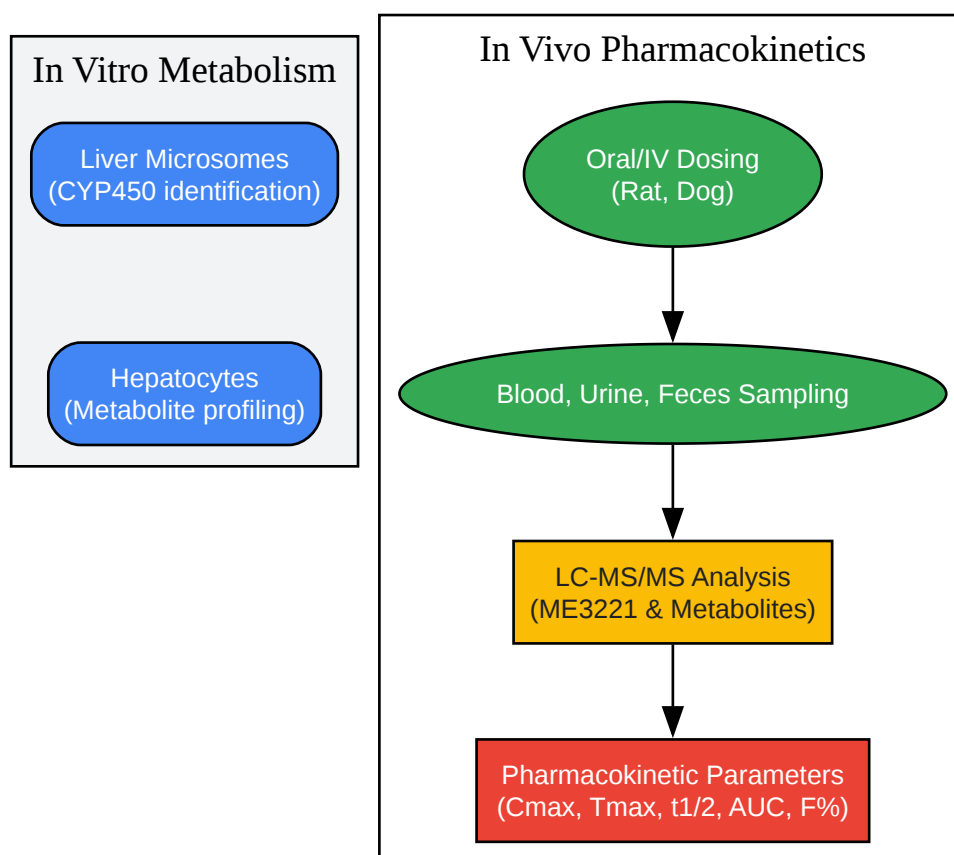 In Vitro Metabolism
Liver Microsomes
(CYP450 identification)
Hepatocytes
(Metabolite profiling)
In Vivo Pharmacokinetics
Oral/IV Dosing
(Rat, Dog)
Blood, Urine, Feces Sampling
LC-MS/MS Analysis
(ME3221 & Metabolites)
Pharmacokinetic Parameters
(Cmax, Tmax, t1/2, AUC, F%)